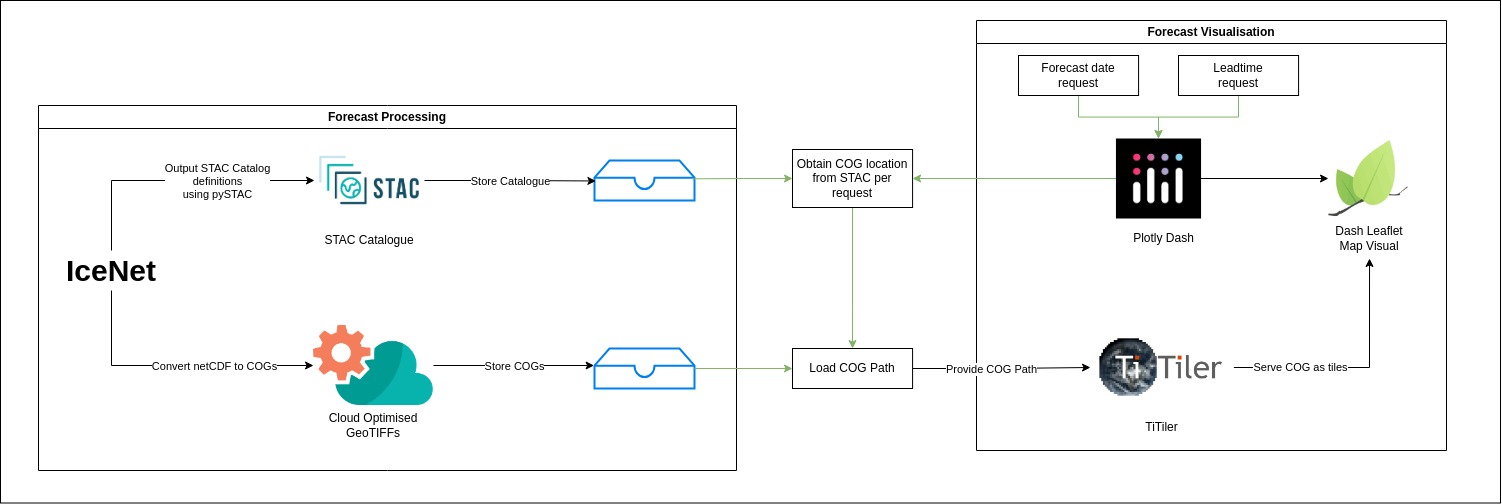 Forecast Visualisation
Forecast date
request
Leadtime
request
Forecast Processing
Output STAC Catalog
definitions
using pySTAC
STAC
Store Catalogue
STAC Catalogue
Obtain COG location
from STAC per
request
Plotly Dash
Dash Leaflet
Map Visual
IceNet
Convert netCDF to COGs
Store COGs
Cloud Optimised
GeoTIFFs
Load COG Path
Provide COG Path
TiTiler
Serve COG as tiles
TiTiler